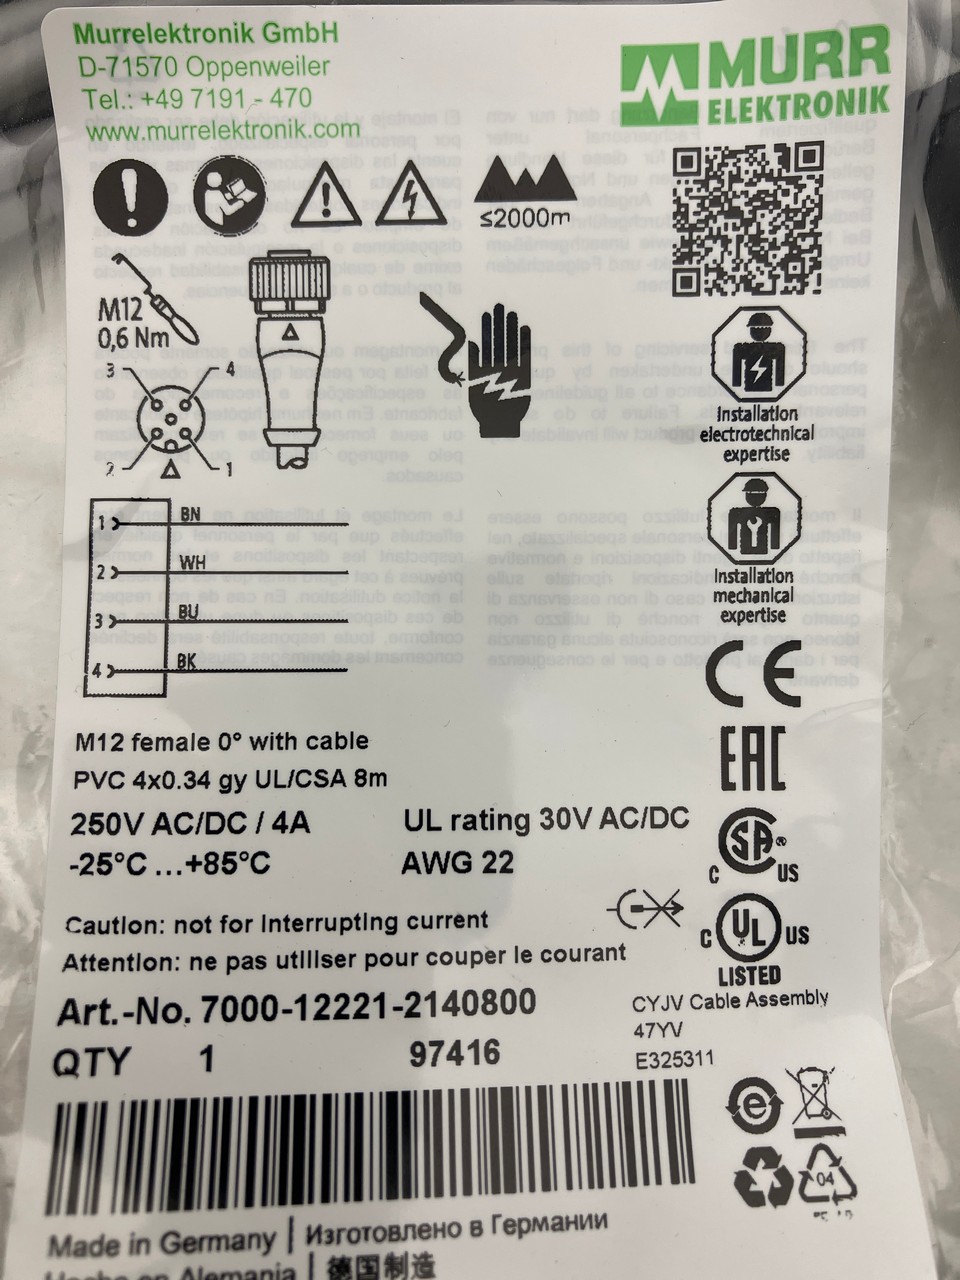 Murrelektronik GmbH
D-71570 Oppenweiler
Tel.: +49 7191 - 470
www.murrelektronik.com
MURR
ELEKTRONIK
≤2000m
M12
0,6 Nm
3 4
2 1
Installation
electrotechnical
expertise
Installation
mechanical
expertise
1 BN
2 WH
3 BU
4 BK
CE
EAC
M12 female 0° with cable
PVC 4x0.34 gy UL/CSA 8m
250V AC/DC / 4A UL rating 30V AC/DC
-25°C ...+85°C AWG 22
C SA® US
Caution: not for interrupting current
Attention: ne pas utiliser pour couper le courant
C UL US
LISTED
CYJV Cable Assembly
47YV
E325311
Art.-No. 7000-12221-2140800
QTY 1 97416
e
04
Made in Germany | Изготовлено в Германии
Hecho en Alemania | 德国制造